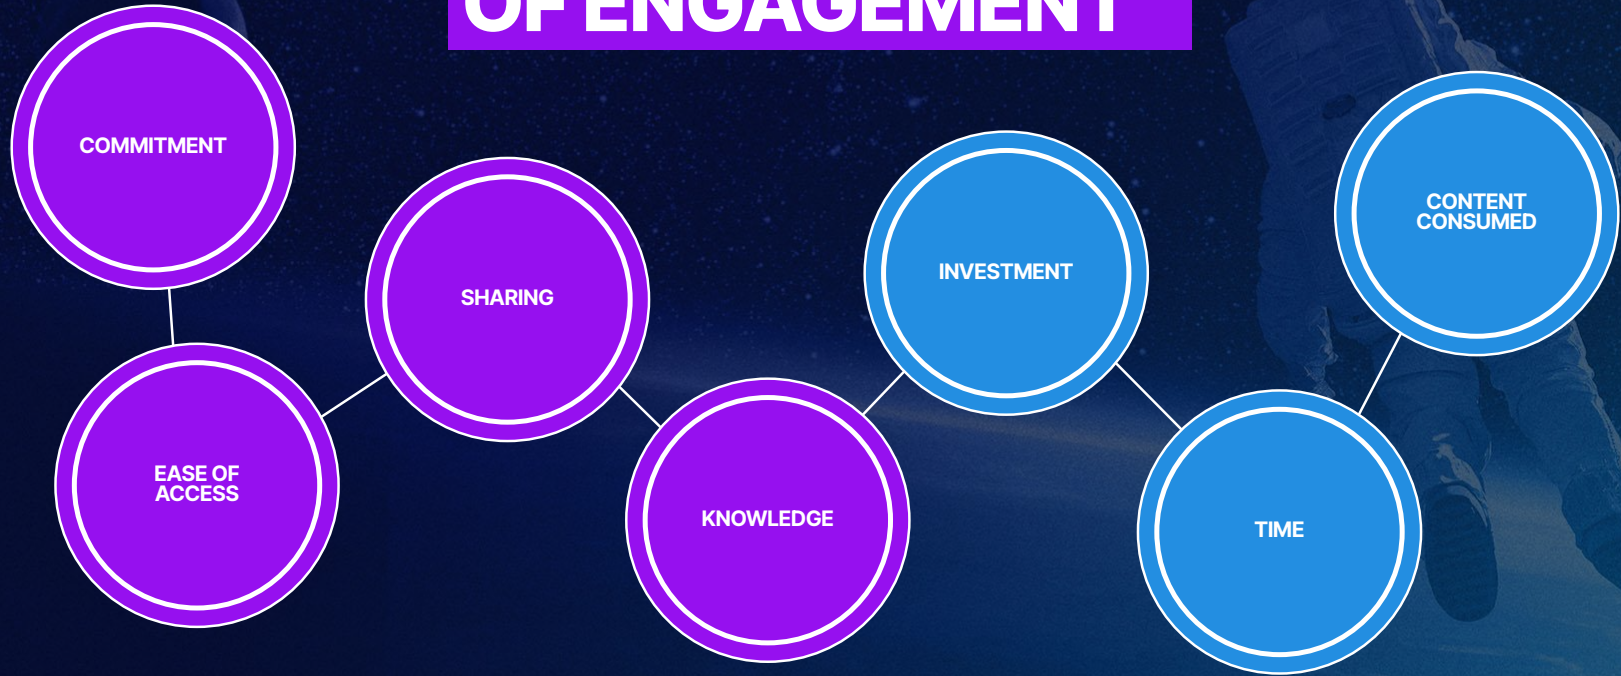 OF ENGAGEMENT
COMMITMENT
EASE OF
ACCESS
SHARING
KNOWLEDGE
INVESTMENT
TIME
CONTENT
CONSUMED